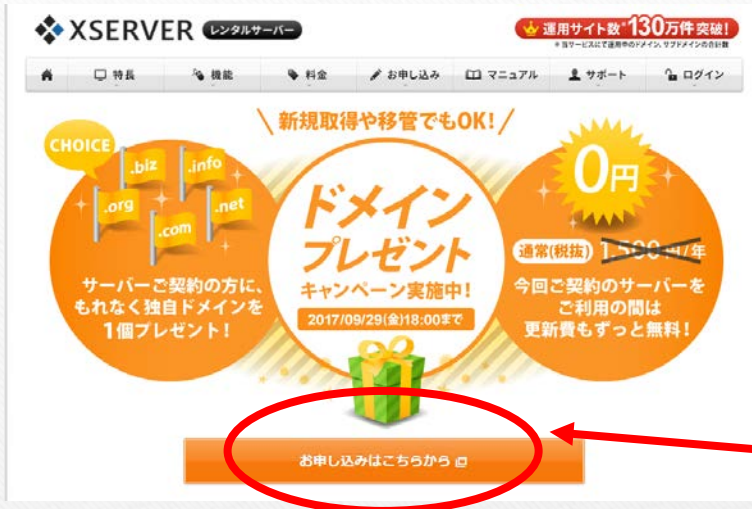 XSERVER レンタルサーバー
運用サイト数※130万件突破!
※当サービスにて運用中のドメイン、サブドメインの合計数
特長 機能 料金 お申し込み マニュアル サポート ログイン
新規取得や移管でもOK!
CHOICE
.biz
.info
.org
.com
.net
サーバーご契約の方に、
もれなく独自ドメインを
1個プレゼント!
ドメイン
プレゼント
キャンペーン実施中!
2017/09/29(金)18:00まで
0円
通常(税抜) 1,500円/年
今回ご契約のサーバーを
ご利用の間は
更新費もずっと無料!
お申し込みはこちらから